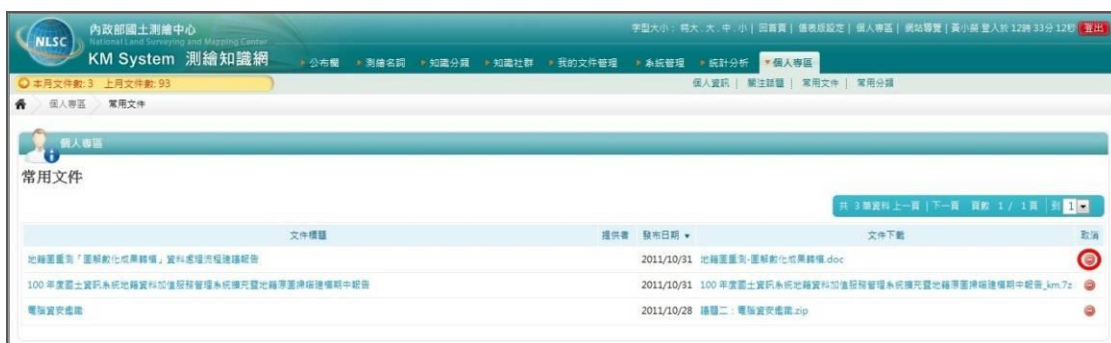 內政部國土測繪中心
National Land Surveying and Mapping Center
NLSC
KM System 測繪知識網
字型大小： 特大．大．中．小 | 回首頁 | 儀表版設定 | 個人專區 | 網站導覽 | 黃小榮 登入於 12時 33分 12秒 登出
公布欄 測繪名詞 知識分類 知識社群 我的文件管理 系統管理 統計分析 個人專區
本月文件數: 3 上月文件數: 93
個人資訊 | 關注話題 | 常用文件 | 常用分類
個人專區 常用文件
個人專區
常用文件
共 3 筆資料 上一頁 | 下一頁 頁數 1 / 1 頁 到 1
文件標題 提供者 發布日期 文件下載 取消
地籍圖重測「圖解數化成果轉檔」資料處理流程建議報告 2011/10/31 地籍圖重測-圖解數化成果轉檔.doc
100 年度國土資訊系統地籍資料加值服務管理系統擴充暨地籍原圖掃描建檔期中報告 2011/10/31 100 年度國土資訊系統地籍資料加值服務管理系統擴充暨地籍原圖掃描建檔期中報告_km.7z
電腦資安鑑識 2011/10/28 議題二：電腦資安鑑識.zip